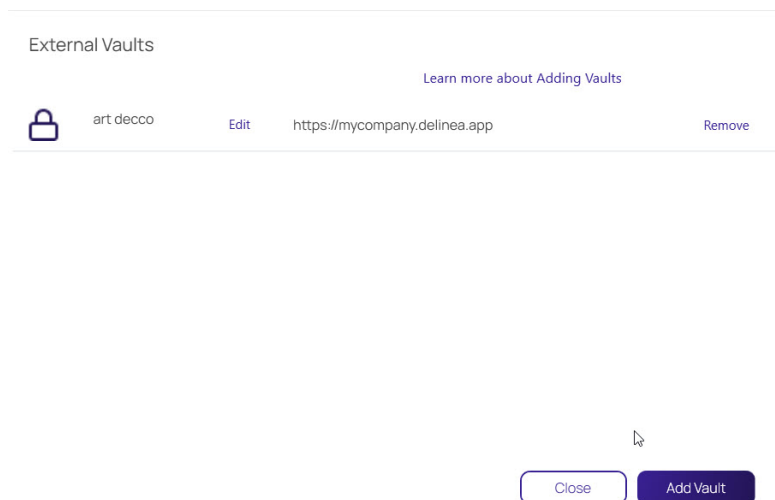 External Vaults
Learn more about Adding Vaults
art decco Edit https://mycompany.delinea.app Remove
Close Add Vault